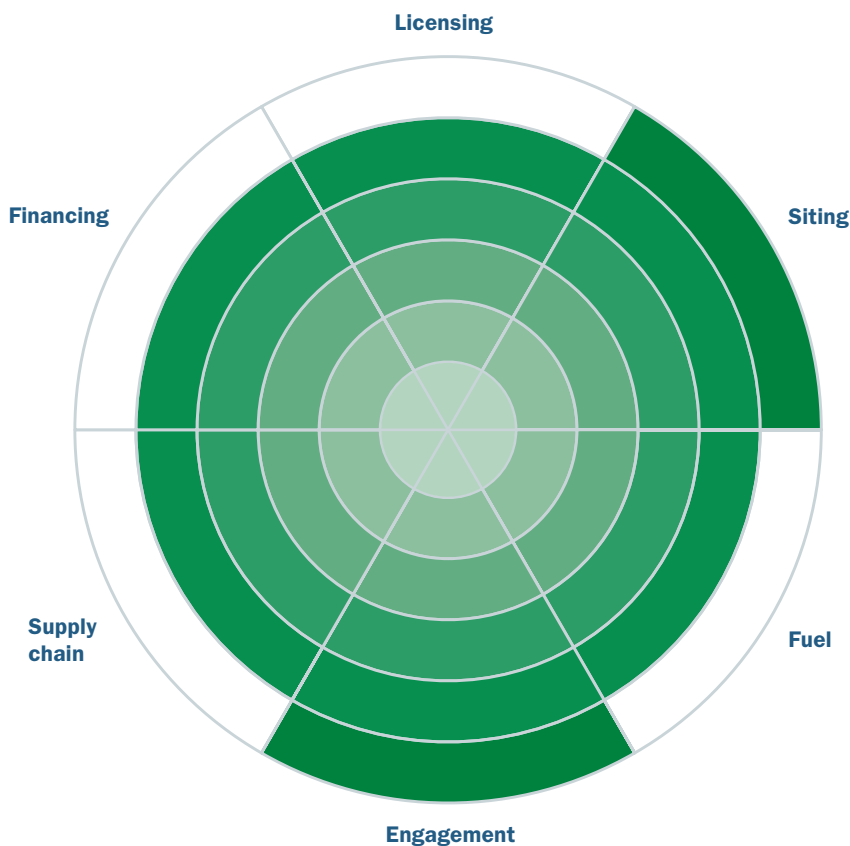 Licensing
Financing
Siting
Supply
chain
Fuel
Engagement